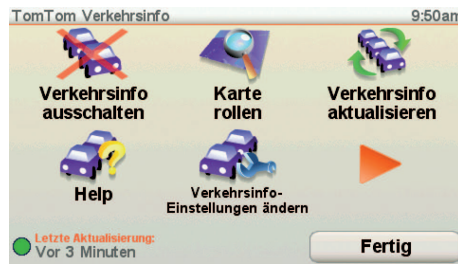 TomTom Verkehrsinfo 9:50am
Verkehrsinfo ausschalten
Karte rollen
Verkehrsinfo aktualisieren
Help
Verkehrsinfo-Einstellungen ändern
Letzte Aktualisierung:
Vor 3 Minuten
Fertig